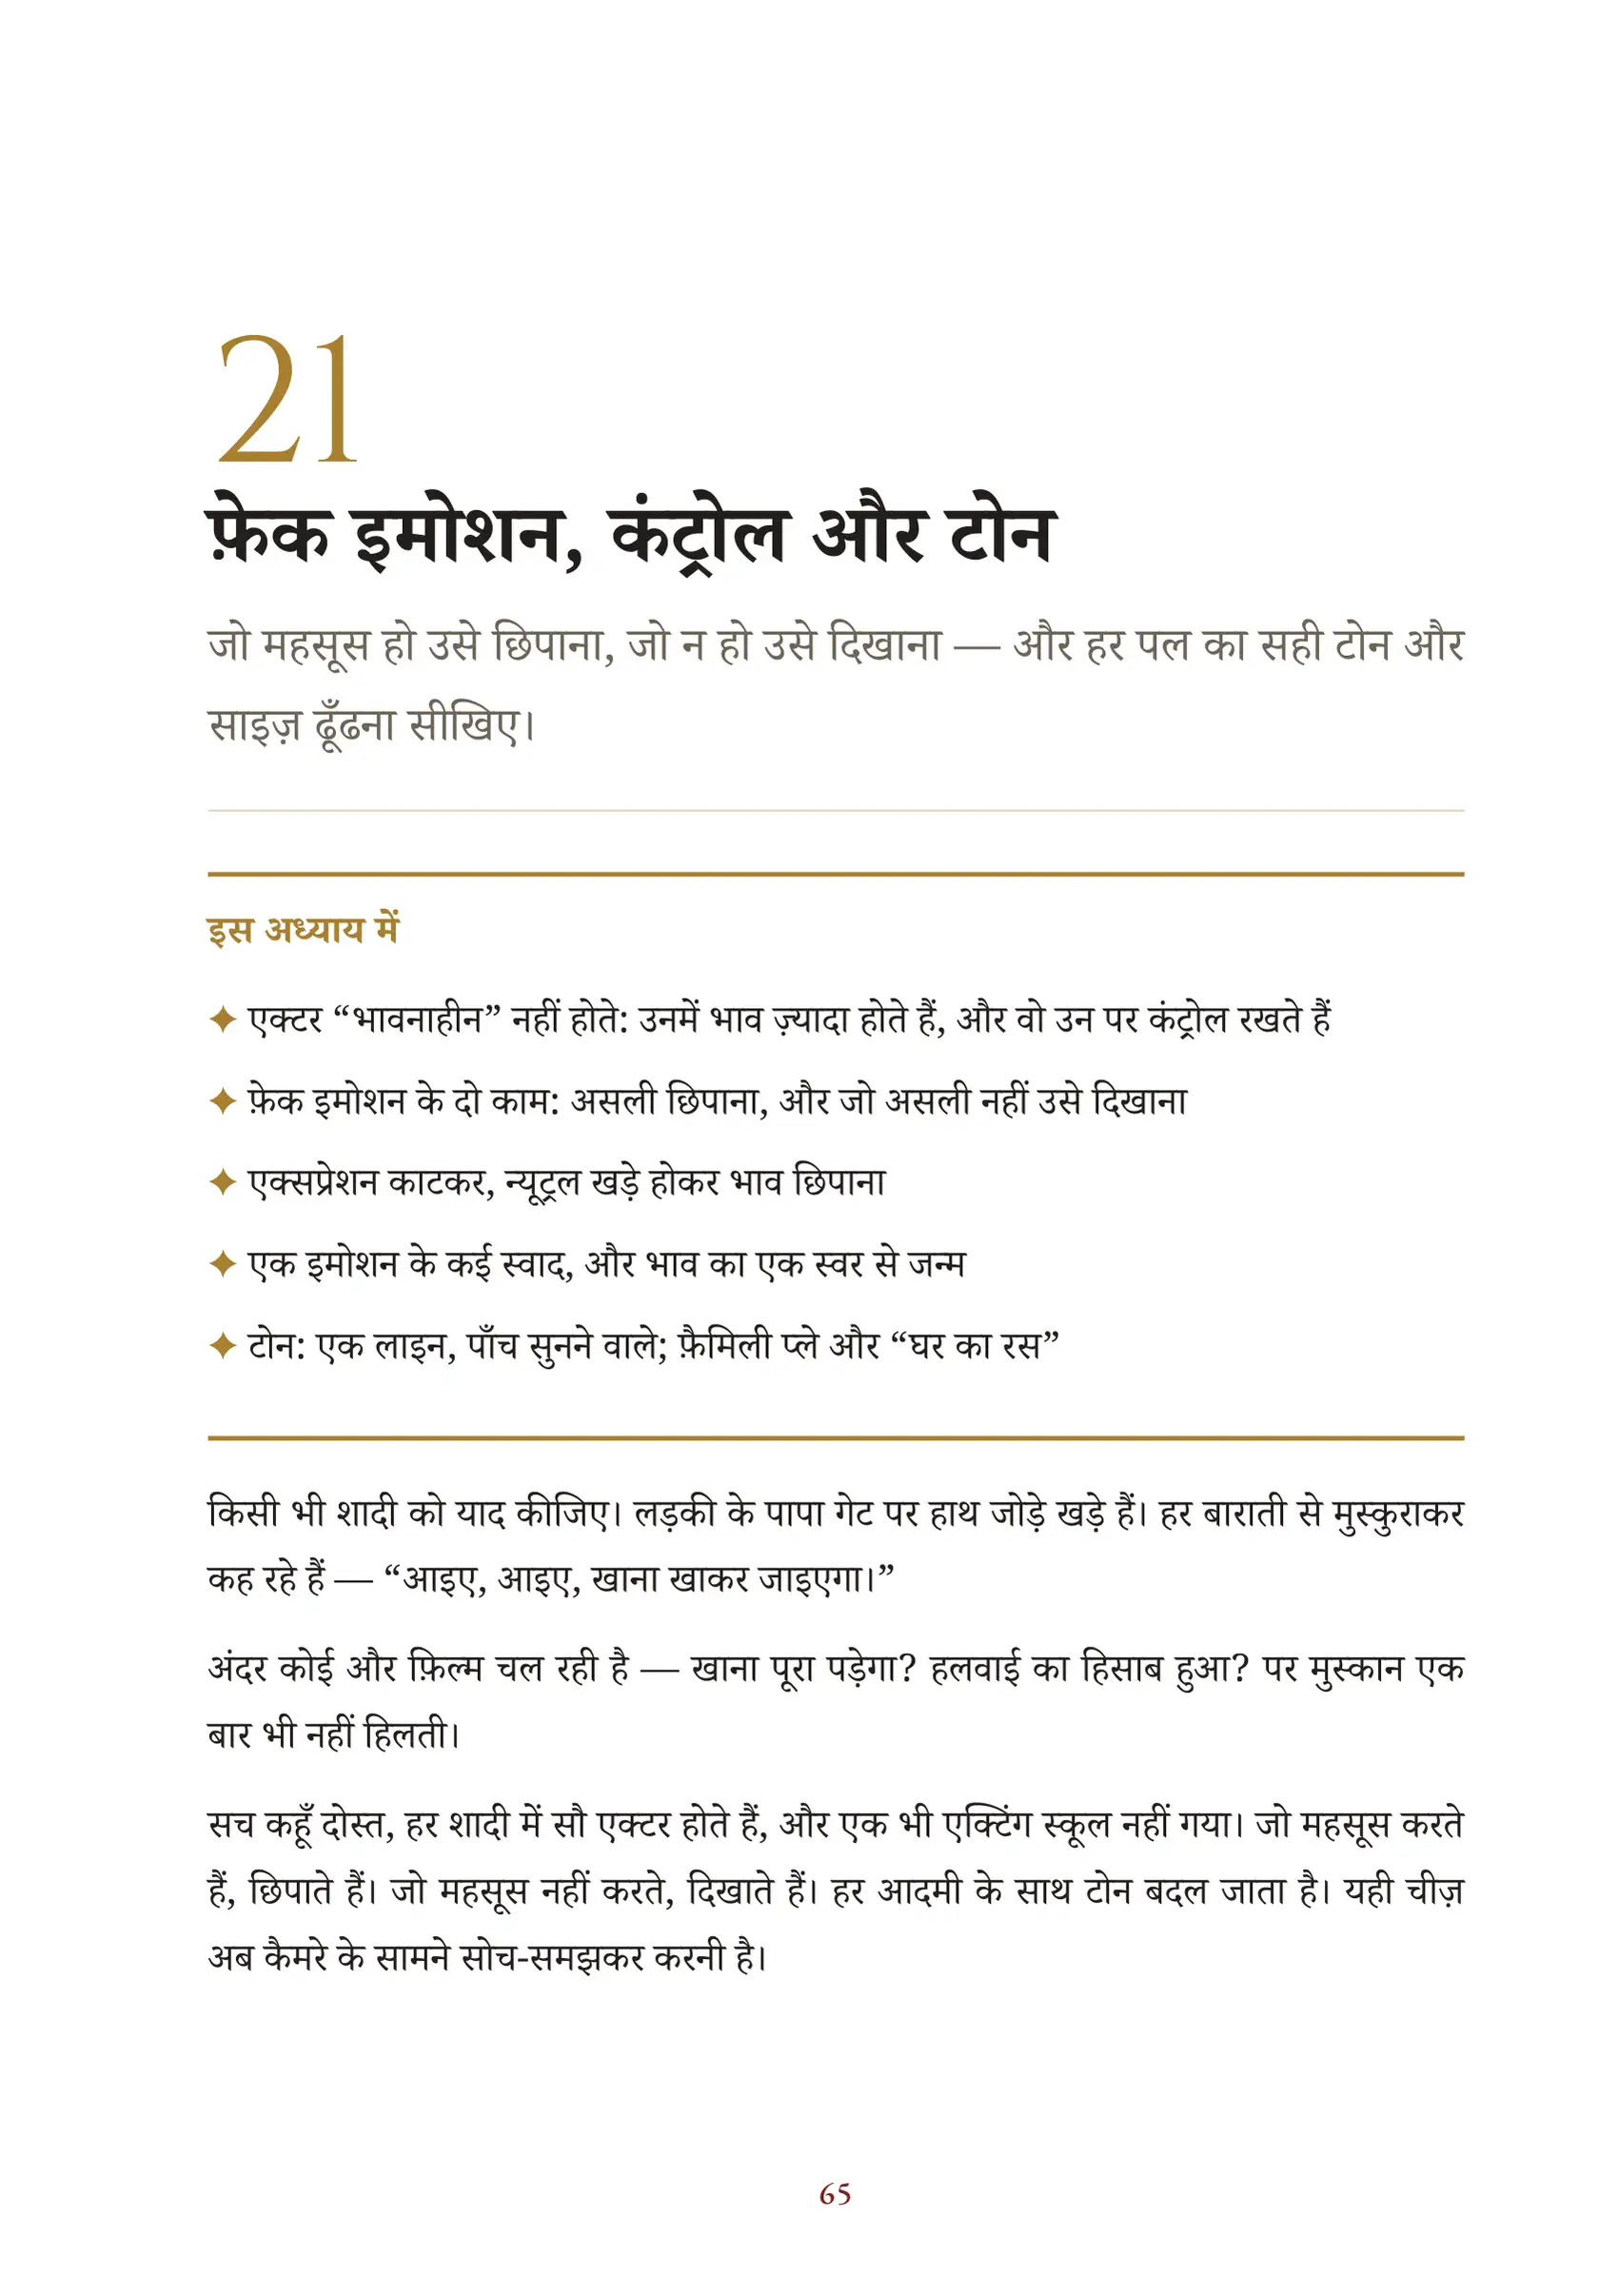 21
फ़ेक इमोशन, कंट्रोल और टोन
जो महसूस हो उसे छिपाना, जो न हो उसे दिखाना — और हर पल का सही टोन और
साइज़ ढूँढना सीखिए।
इस अध्याय में
✦ एक्टर “भावनाहीन” नहीं होते: उनमें भाव ज़्यादा होते हैं, और वो उन पर कंट्रोल रखते हैं
✦ फ़ेक इमोशन के दो काम: असली छिपाना, और जो असली नहीं उसे दिखाना
✦ एक्सप्रेशन काटकर, न्यूट्रल खड़े होकर भाव छिपाना
✦ एक इमोशन के कई स्वाद, और भाव का एक स्वर से जन्म
✦ टोन: एक लाइन, पाँच सुनने वाले; फ़ैमिली प्ले और “घर का रस”
किसी भी शादी को याद कीजिए। लड़की के पापा गेट पर हाथ जोड़े खड़े हैं। हर बाराती से मुस्कुराकर
कह रहे हैं — “आइए, आइए, खाना खाकर जाइएगा।”
अंदर कोई और फ़िल्म चल रही है — खाना पूरा पड़ेगा? हलवाई का हिसाब हुआ? पर मुस्कान एक
बार भी नहीं हिलती।
सच कहूँ दोस्त, हर शादी में सौ एक्टर होते हैं, और एक भी एक्टिंग स्कूल नहीं गया। जो महसूस करते
हैं, छिपाते हैं। जो महसूस नहीं करते, दिखाते हैं। हर आदमी के साथ टोन बदल जाता है। यही चीज़
अब कैमरे के सामने सोच-समझकर करनी है।
65